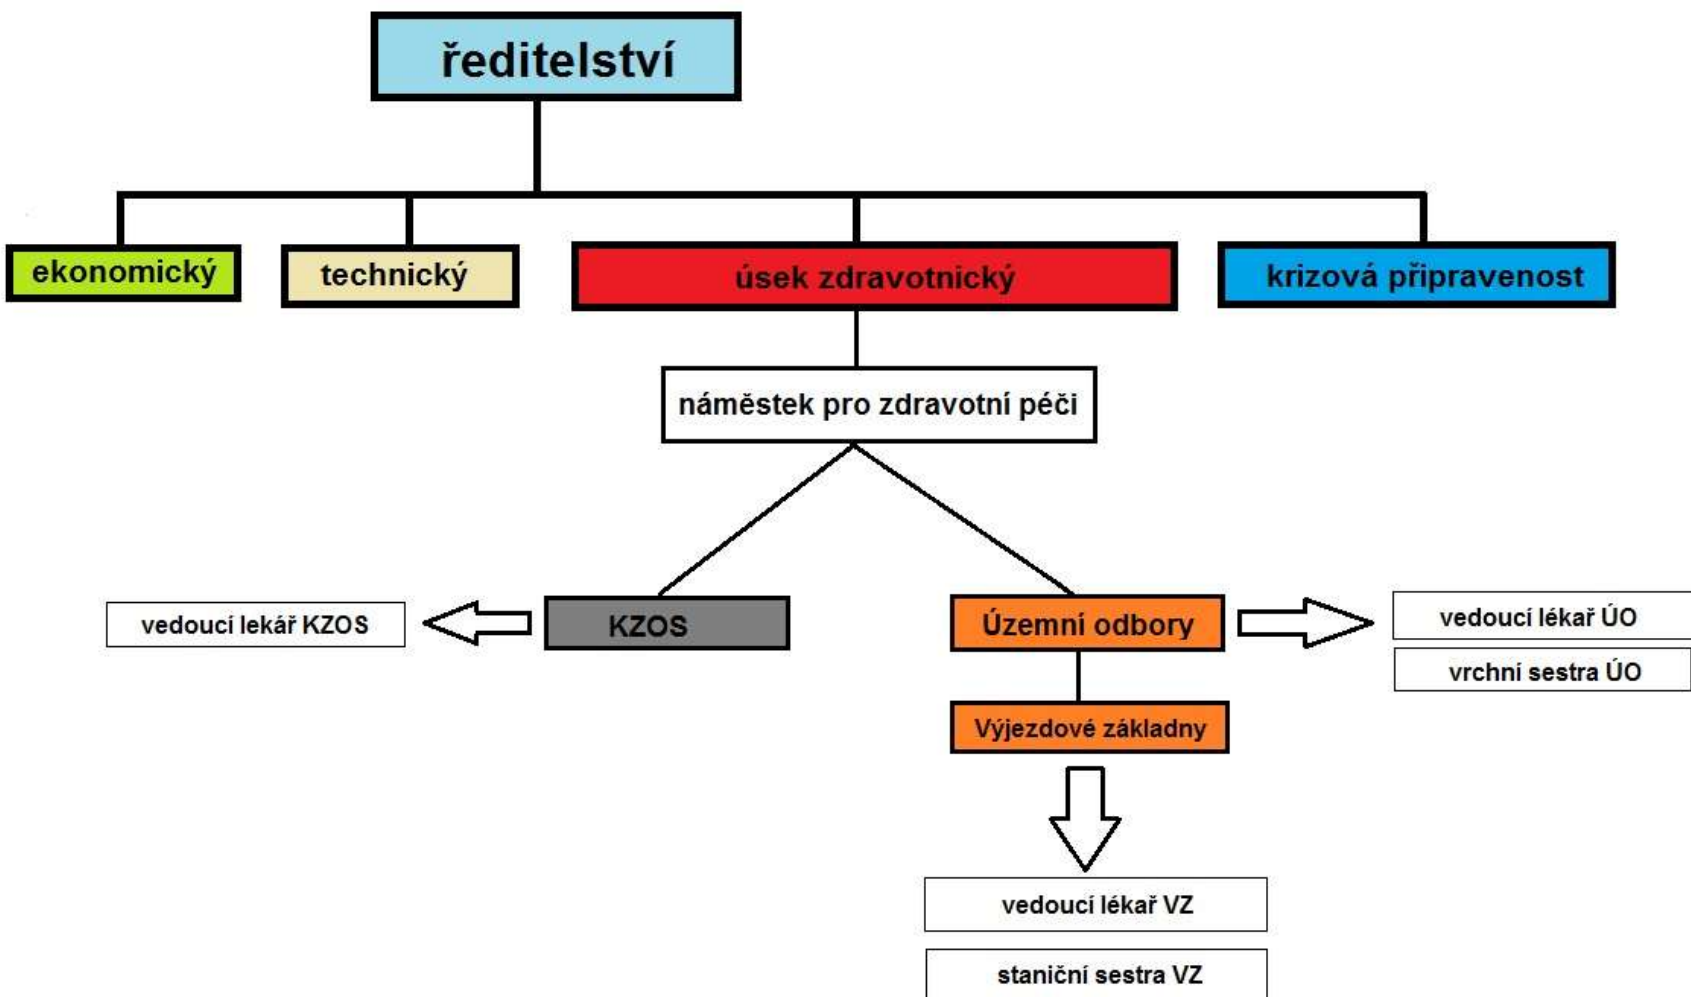 ředitelství
ekonomický
technický
úsek zdravotnický
krizová připravenost
náměstek pro zdravotní péči
vedoucí lekář KZOS
KZOS
Územní odbory
vedoucí lékař ÚO
vrchní sestra ÚO
Výjezdové základny
vedoucí lékař VZ
staniční sestra VZ